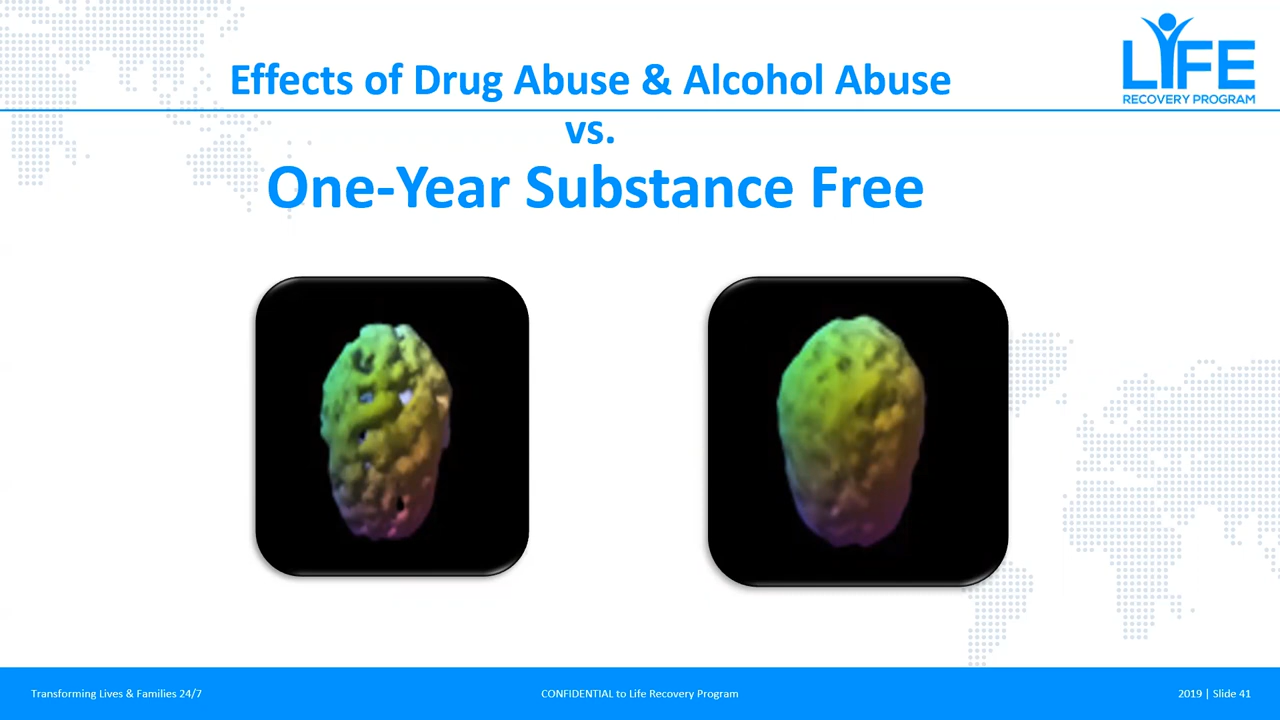 LIFE
RECOVERY PROGRAM
Effects of Drug Abuse & Alcohol Abuse
vs.
One-Year Substance Free
Transforming Lives & Families 24/7
CONFIDENTIAL to Life Recovery Program
2019 | Slide 41